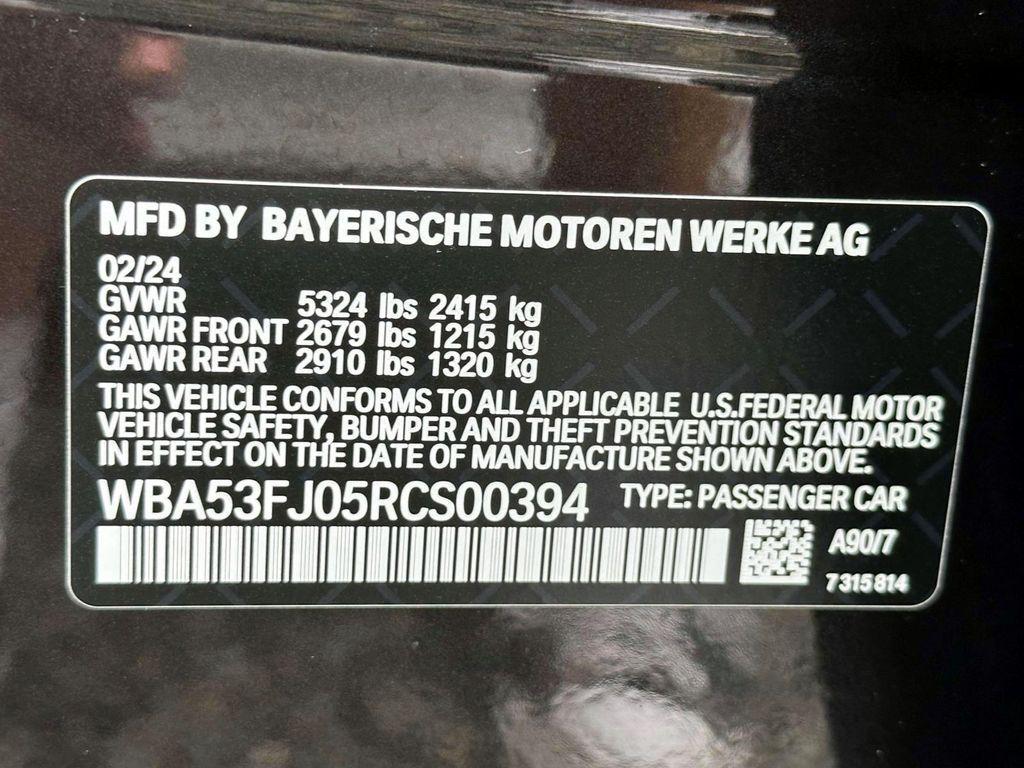 MFD BY BAYERISCHE MOTOREN WERKE AG
02/24
GVWR 5324 lbs 2415 kg
GAWR FRONT 2679 lbs 1215 kg
GAWR REAR 2910 lbs 1320 kg
THIS VEHICLE CONFORMS TO ALL APPLICABLE U.S.FEDERAL MOTOR
VEHICLE SAFETY, BUMPER AND THEFT PREVENTION STANDARDS
IN EFFECT ON THE DATE OF MANUFACTURE SHOWN ABOVE.
WBA53FJ05RCS00394 TYPE: PASSENGER CAR
A90/7
7315814